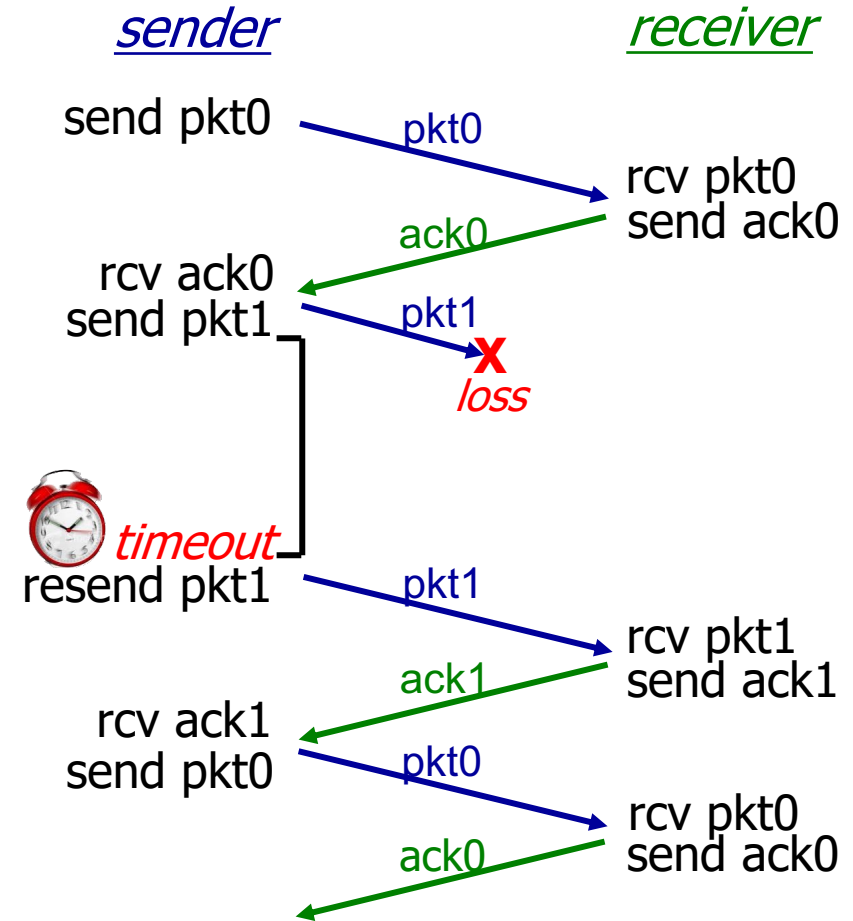 sender
receiver
send pkt0
pkt0
rcv pkt0
send ack0
ack0
rcv ack0
send pkt1
pkt1
X
loss
timeout
resend pkt1
pkt1
rcv pkt1
send ack1
ack1
rcv ack1
send pkt0
pkt0
rcv pkt0
send ack0
ack0